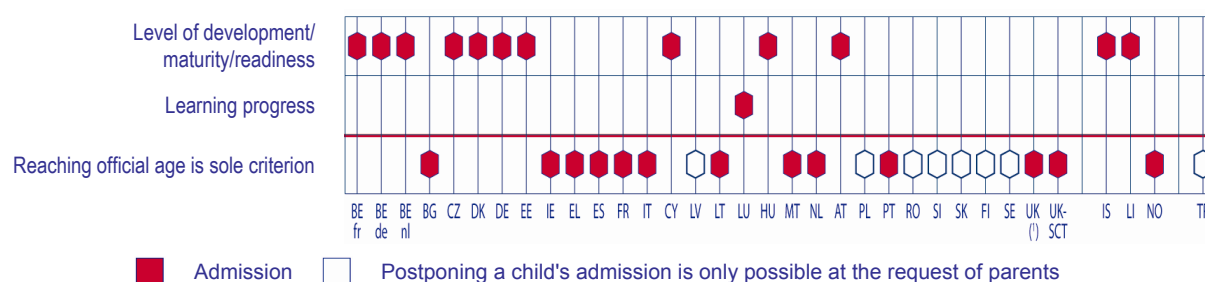 Level of development/
maturity/readiness
Learning progress
Reaching official age is sole criterion
BE BE BE BG CZ DK DE EE IE EL ES FR IT CY LV LT LU HU MT NL AT PL PT RO SI SK FI SE UK UK- IS LI NO
fr de nl (¹) SCT
Admission Postponing a child's admission is only possible at the request of parents